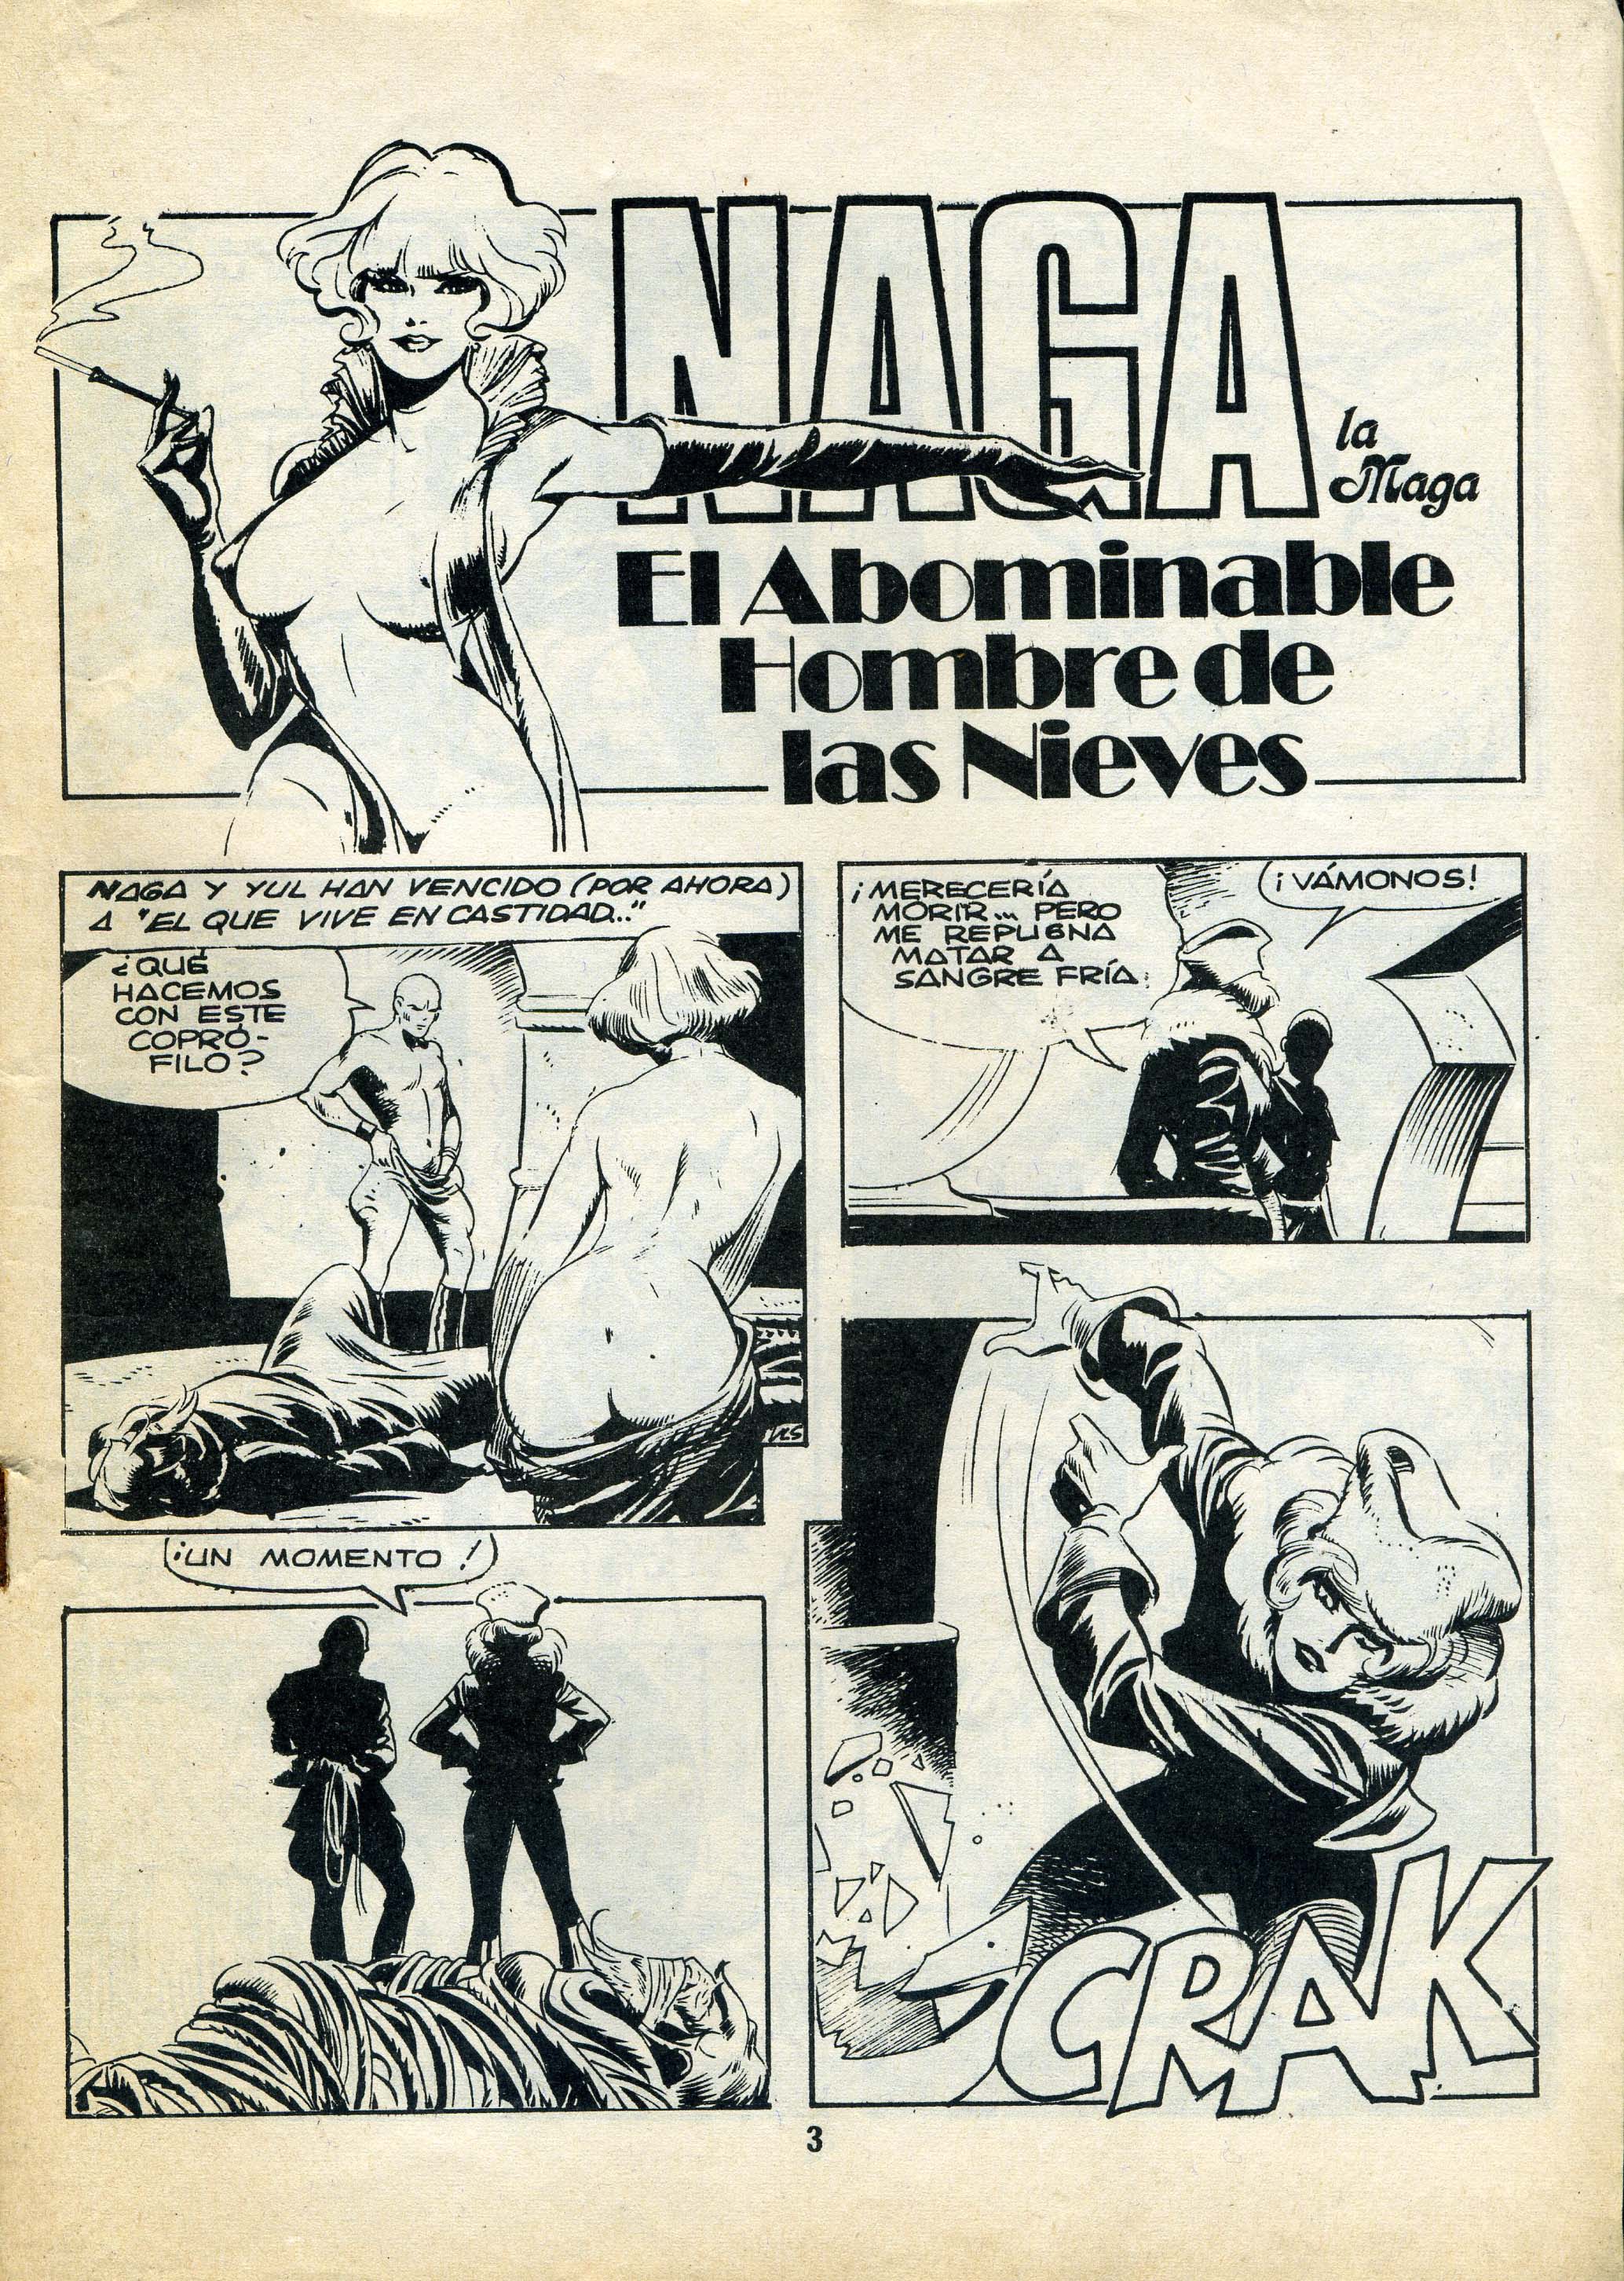 NAGA
la
Maga
El Abominable
Hombre de
las Nieves
NAGA Y YUL HAN VENCIDO (POR AHORA)
A "EL QUE VIVE EN CASTIDAD..."
¿QUÉ
HACEMOS
CON ESTE
COPRÓ-
FILO?
¡MERECERÍA
MORIR... PERO
ME REPUGNA
MATAR A
SANGRE FRÍA.
¡VÁMONOS!
¡UN MOMENTO!
CRAK
3